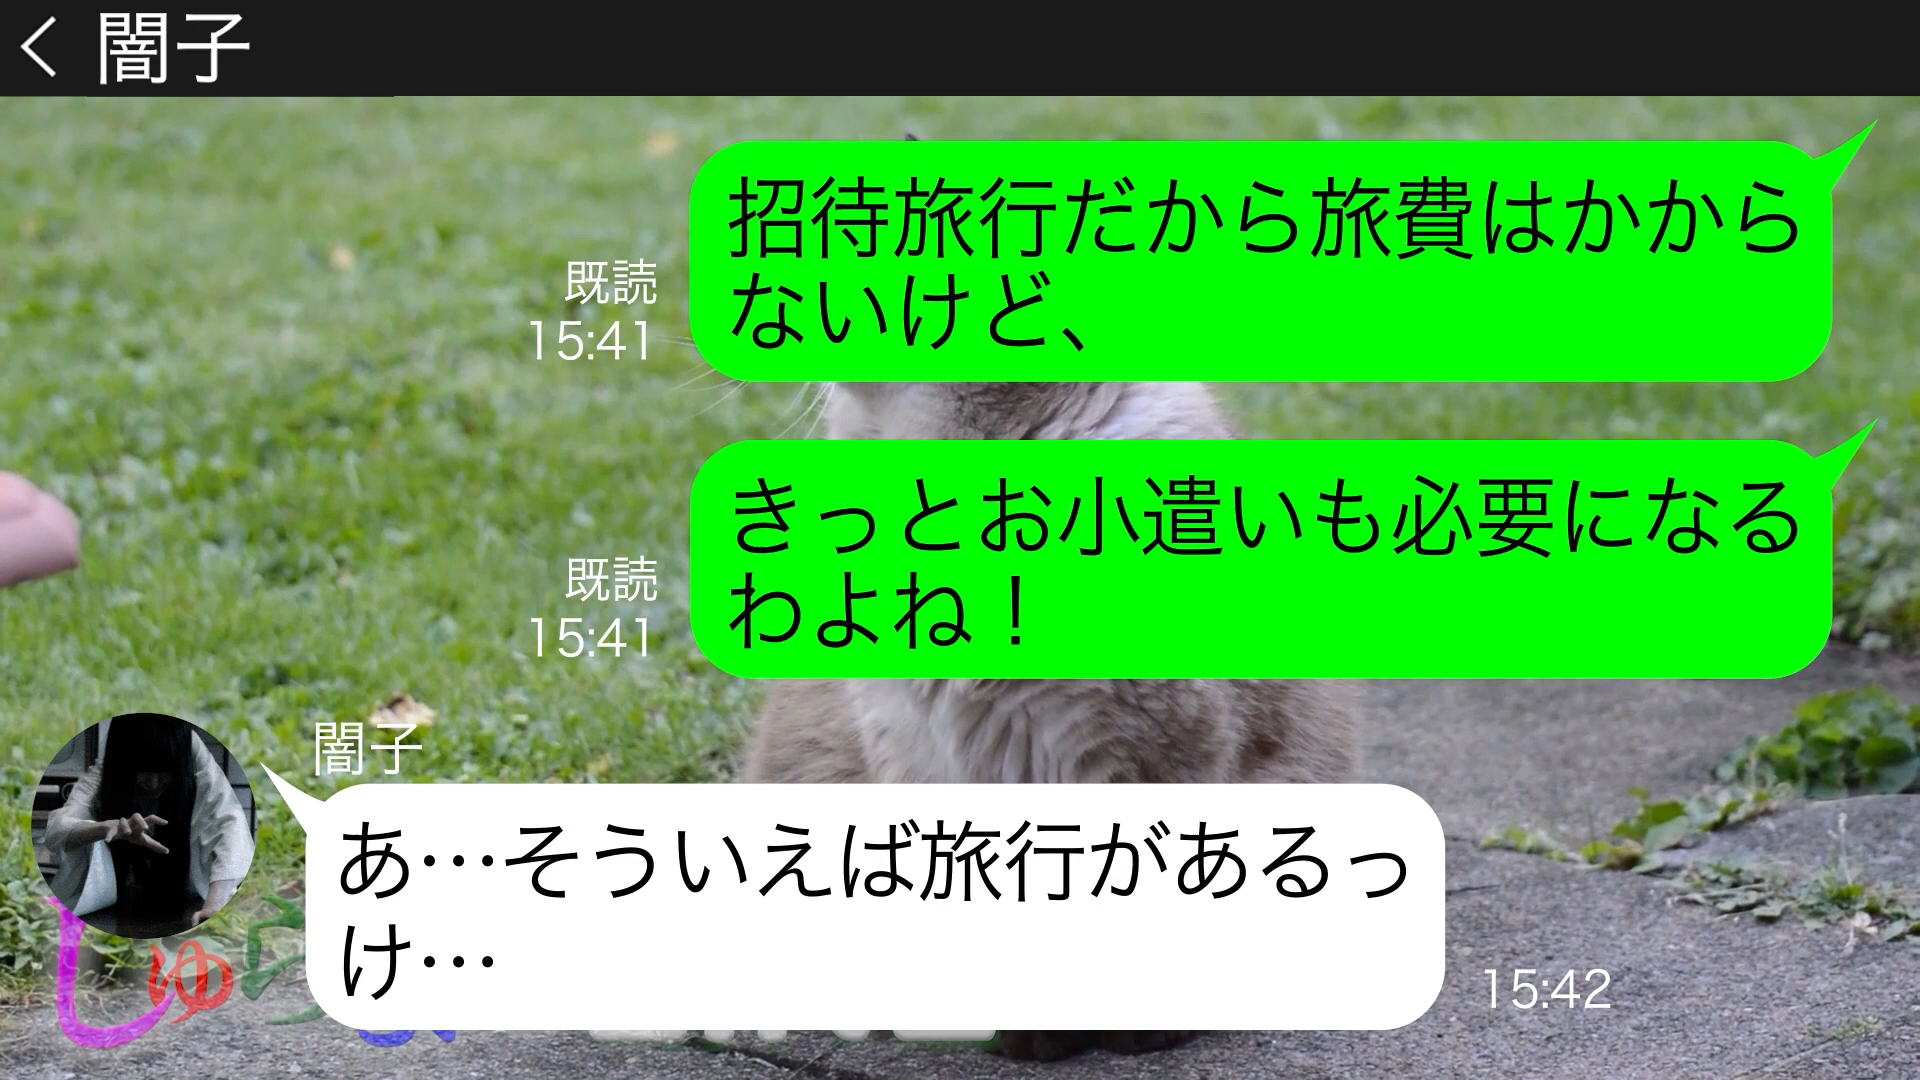 闇子
招待旅行だから旅費はかから
ないけど、
既読
15:41
きっとお小遣いも必要になる
わよね！
既読
15:41
闇子
あ…そういえば旅行があるっ
け…
15:42
しゅら